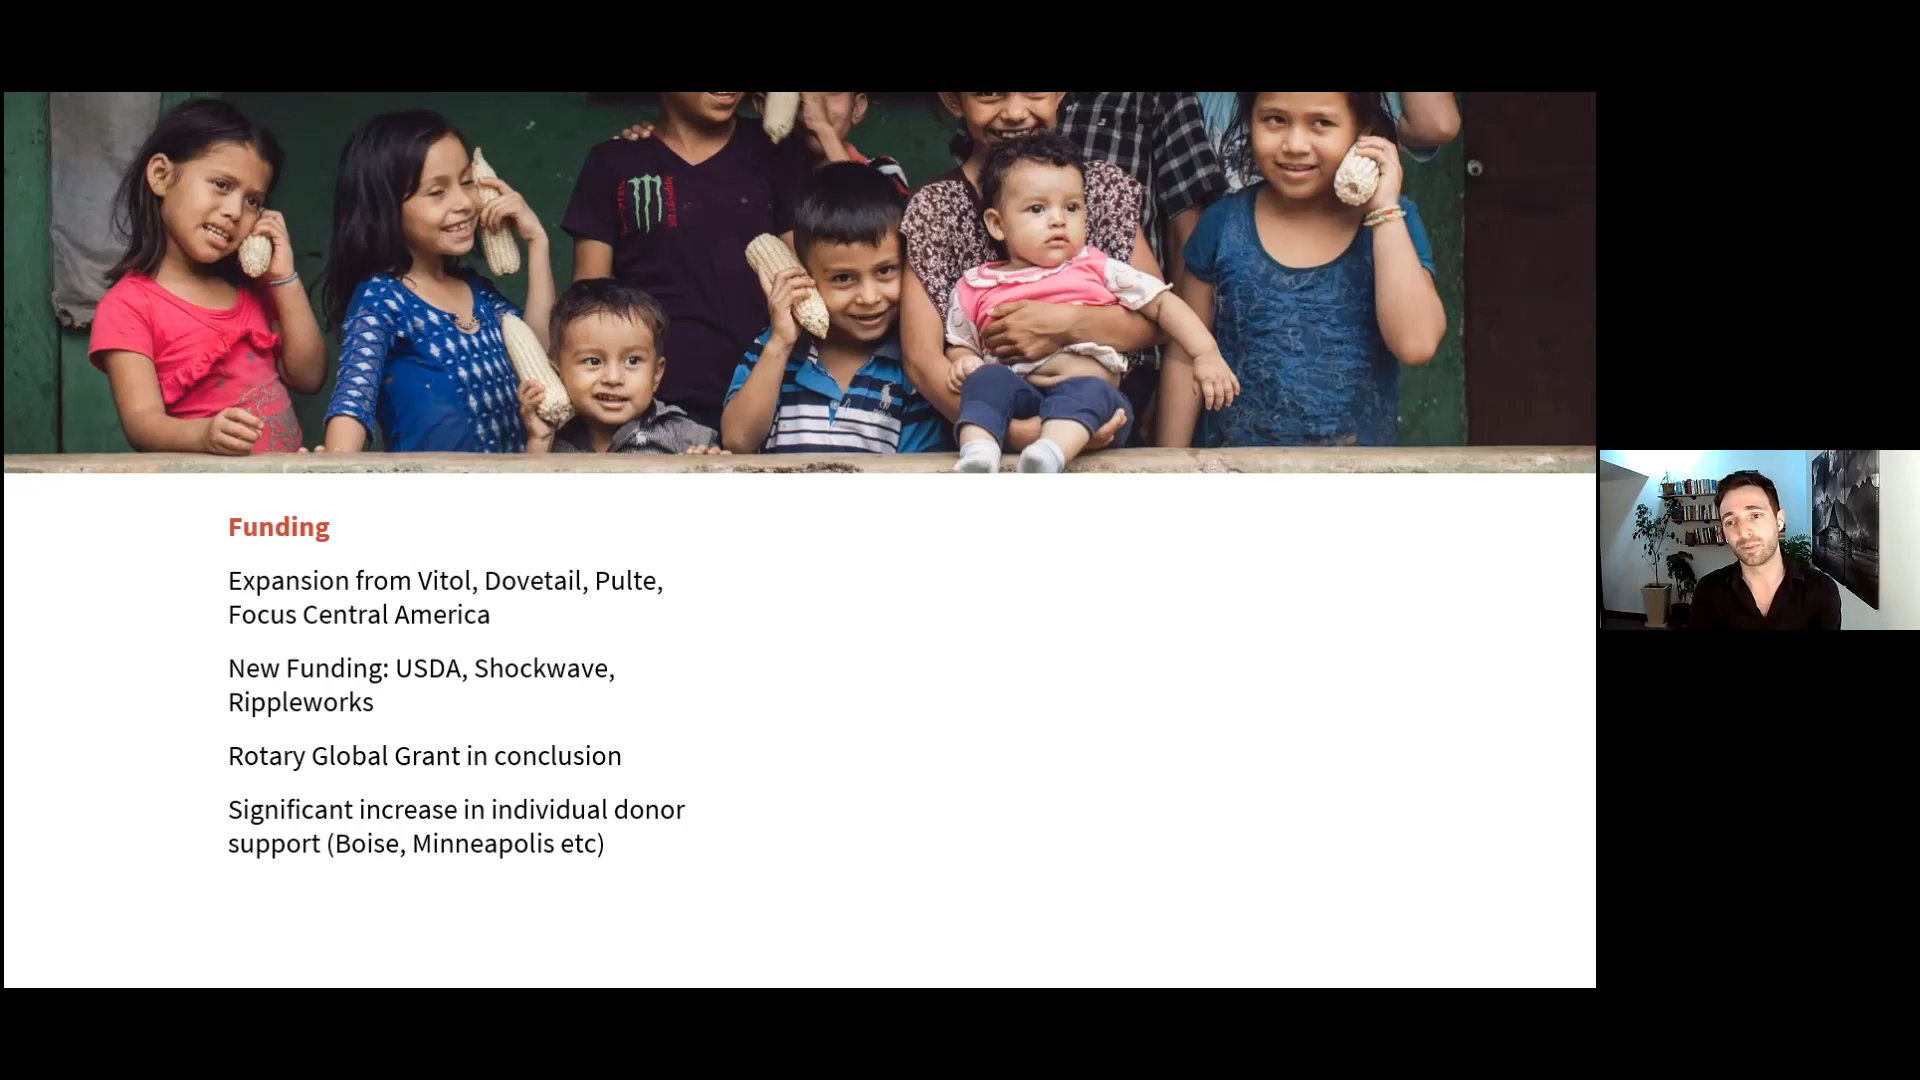 MONSTER
Funding
Expansion from Vitol, Dovetail, Pulte,
Focus Central America
New Funding: USDA, Shockwave,
Rippleworks
Rotary Global Grant in conclusion
Significant increase in individual donor
support (Boise, Minneapolis etc)